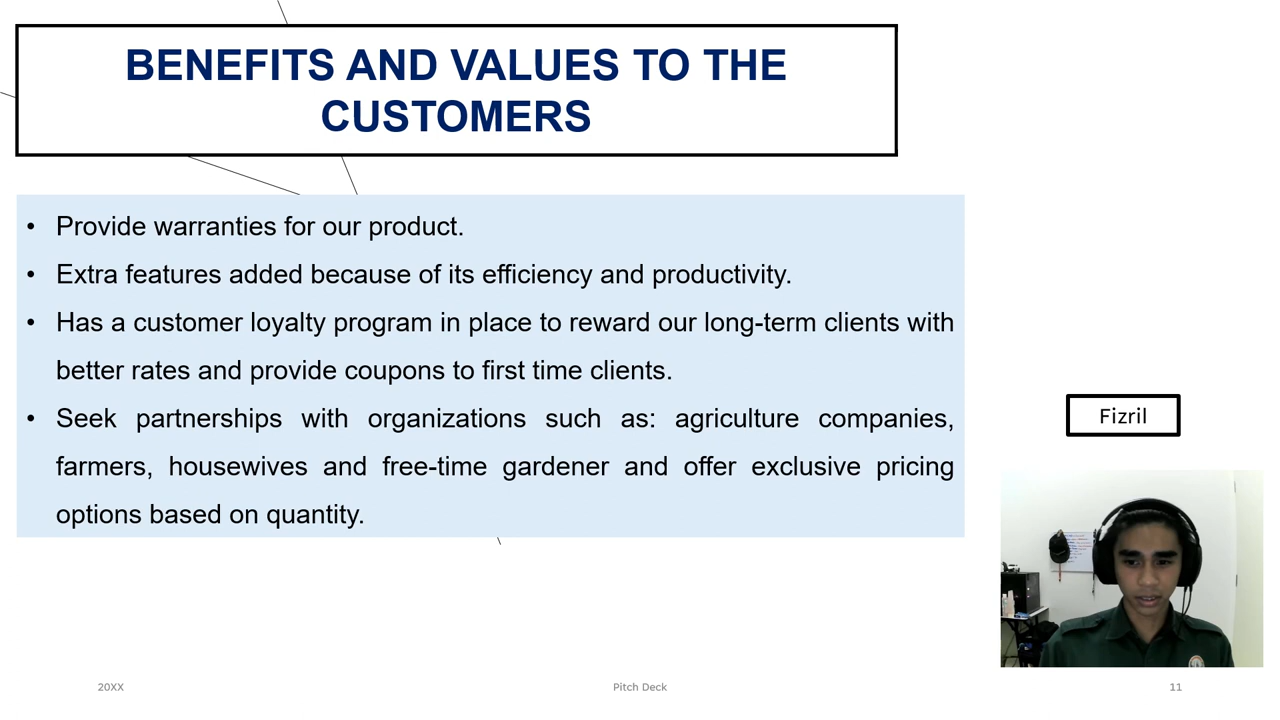 BENEFITS AND VALUES TO THE
CUSTOMERS
• Provide warranties for our product.
• Extra features added because of its efficiency and productivity.
• Has a customer loyalty program in place to reward our long-term clients with
better rates and provide coupons to first time clients.
• Seek partnerships with organizations such as: agriculture companies,
farmers, housewives and free-time gardener and offer exclusive pricing
options based on quantity.
Fizril
20XX
Pitch Deck
11